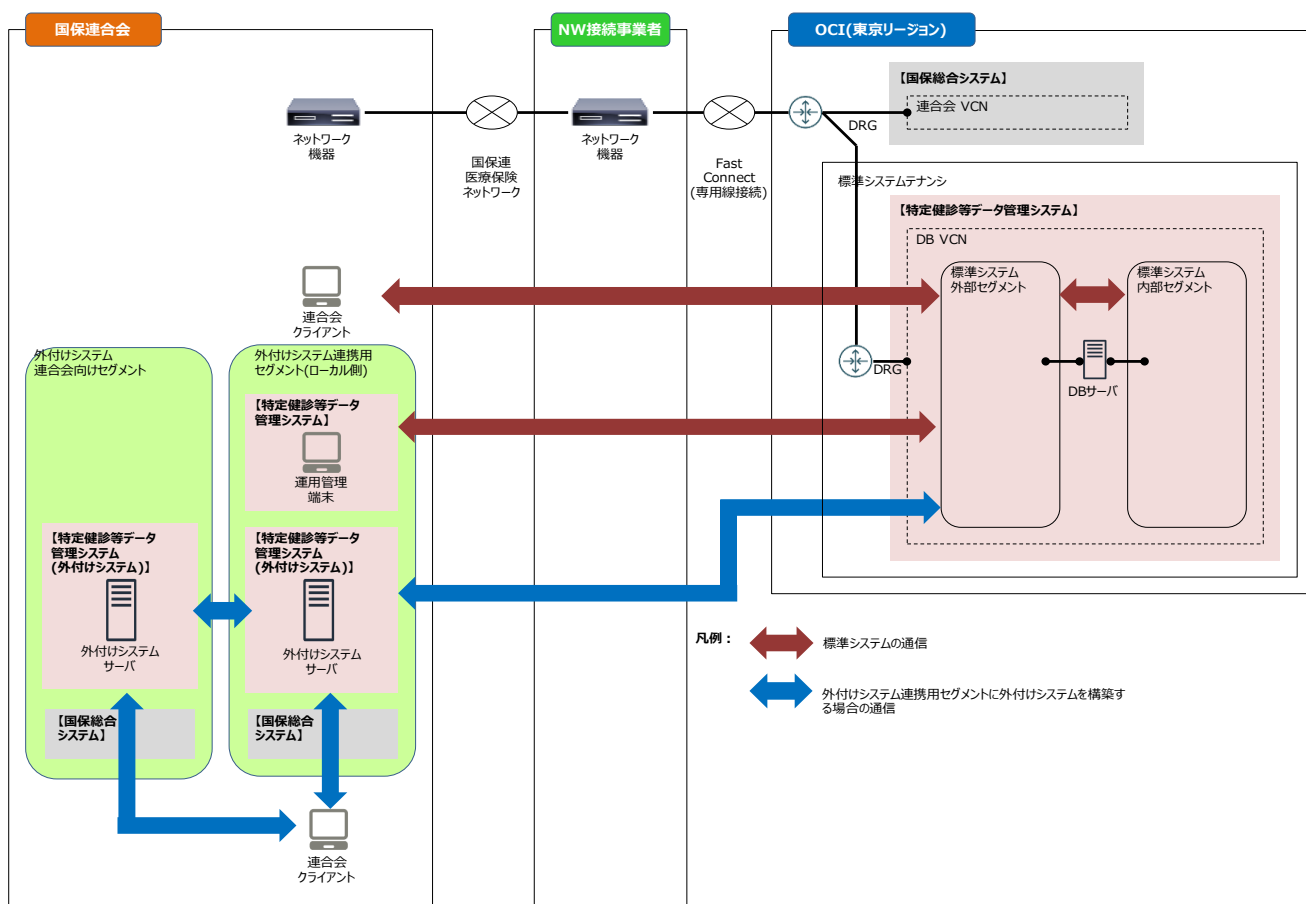 国保連合会
NW接続事業者
OCI(東京リージョン)
【国保総合システム】
連合会 VCN
DRG
ネットワーク
機器
国保連
医療保険
ネットワーク
ネットワーク
機器
Fast
Connect
(専用線接続)
標準システムテナンシ
【特定健診等データ管理システム】
DB VCN
標準システム
外部セグメント
標準システム
内部セグメント
DRG
DBサーバ
連合会
クライアント
外付けシステム
連合会向けセグメント
外付けシステム連携用
セグメント(ローカル側)
【特定健診等データ
管理システム】
運用管理
端末
【特定健診等データ
管理システム
(外付けシステム)】
外付けシステム
サーバ
【特定健診等データ
管理システム
(外付けシステム)】
外付けシステム
サーバ
【国保総合
システム】
【国保総合
システム】
連合会
クライアント
凡例：
標準システムの通信
外付けシステム連携用セグメントに外付けシステムを構築す
る場合の通信